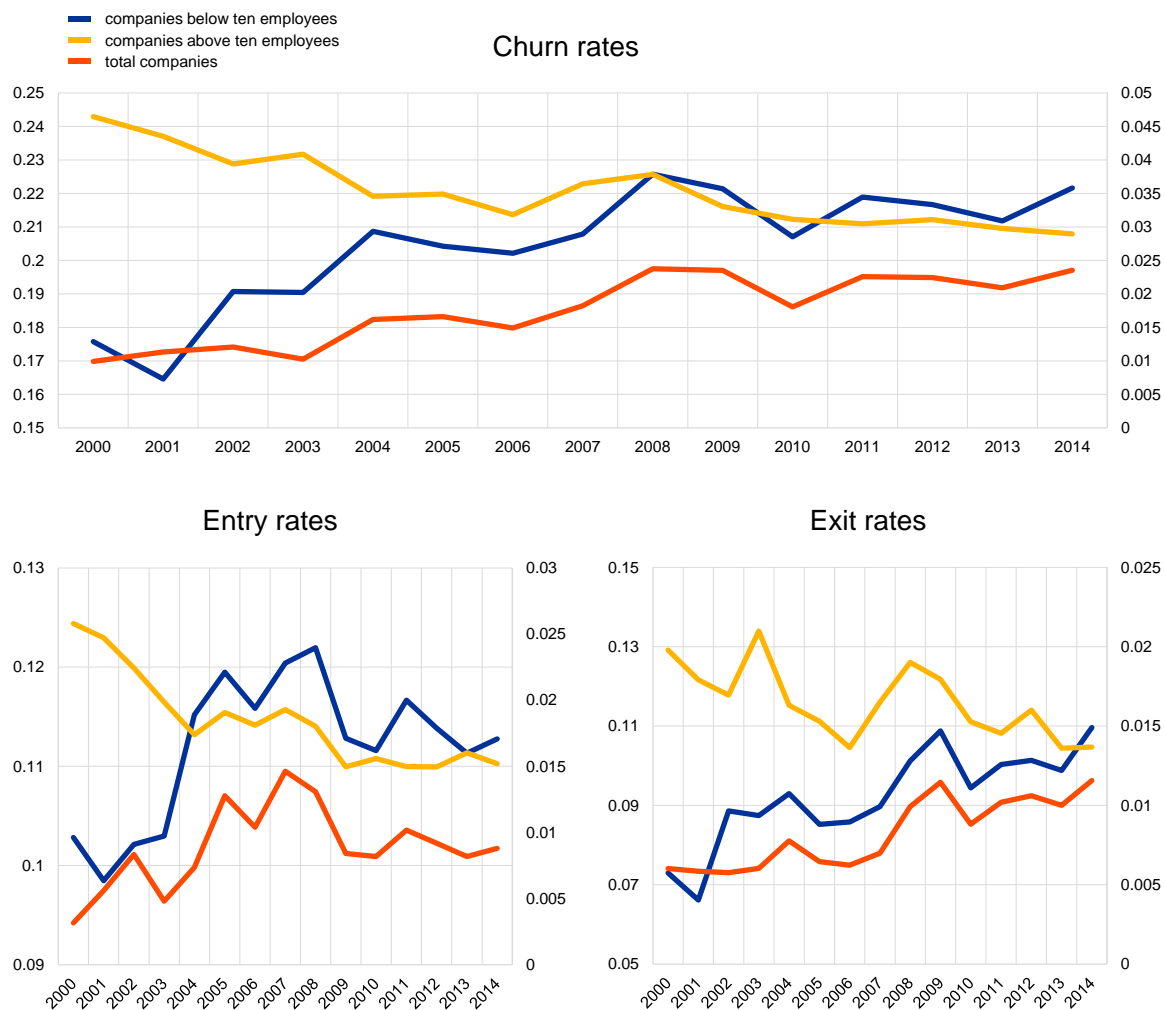 companies below ten employees
companies above ten employees
total companies
Churn rates
0.25 0.05
0.24 0.045
0.23 0.04
0.22 0.035
0.21 0.03
0.2 0.025
0.19 0.02
0.18 0.015
0.17 0.01
0.16 0.005
0.15 0
2000 2001 2002 2003 2004 2005 2006 2007 2008 2009 2010 2011 2012 2013 2014
Entry rates
0.13 0.03
0.025
0.12
0.02
0.11 0.015
0.01
0.1
0.005
0.09 0
2000 2001 2002 2003 2004 2005 2006 2007 2008 2009 2010 2011 2012 2013 2014
Exit rates
0.15 0.025
0.13 0.02
0.11 0.015
0.09 0.01
0.07 0.005
0.05 0
2000 2001 2002 2003 2004 2005 2006 2007 2008 2009 2010 2011 2012 2013 2014